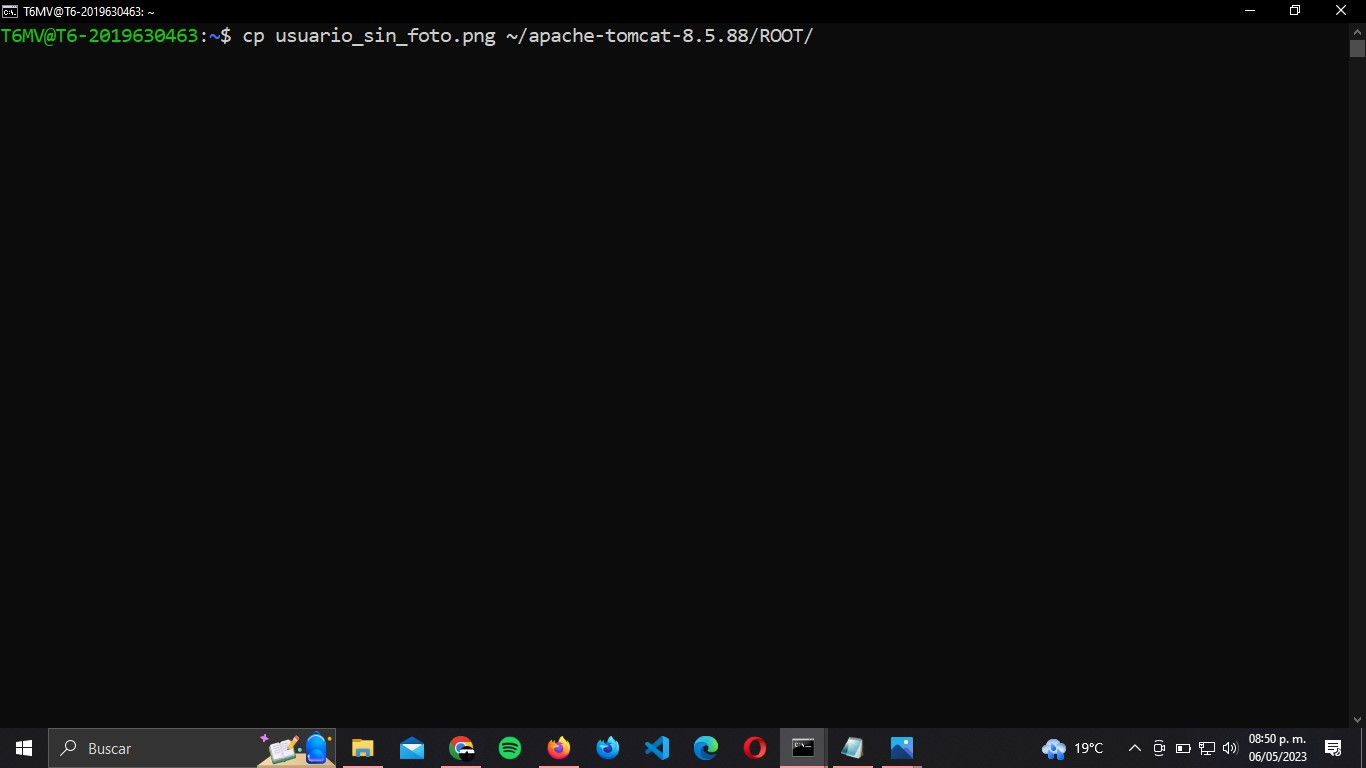 T6MV@T6-2019630463: ~
T6MV@T6-2019630463:~$ cp usuario_sin_foto.png ~/apache-tomcat-8.5.88/ROOT/
Buscar
19°C
08:50 p. m.
06/05/2023